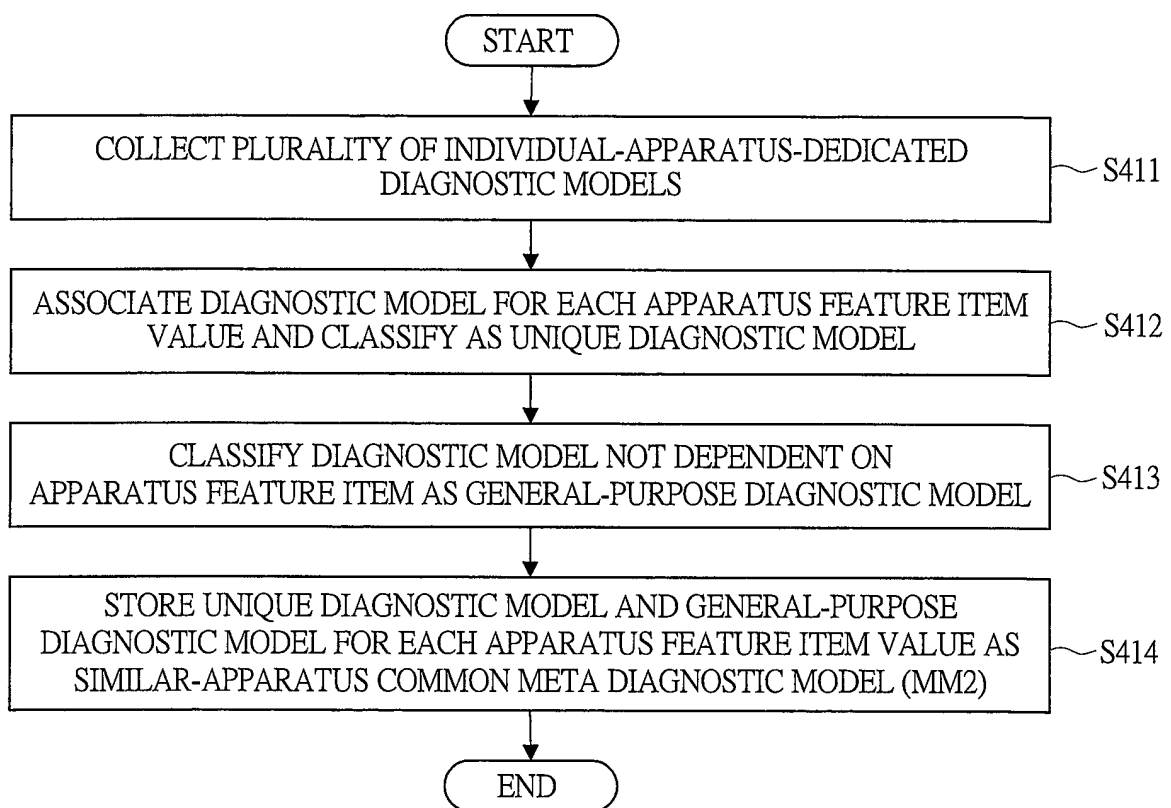 START
COLLECT PLURALITY OF INDIVIDUAL-APPARATUS-DEDICATED
DIAGNOSTIC MODELS
S411
ASSOCIATE DIAGNOSTIC MODEL FOR EACH APPARATUS FEATURE ITEM
VALUE AND CLASSIFY AS UNIQUE DIAGNOSTIC MODEL
S412
CLASSIFY DIAGNOSTIC MODEL NOT DEPENDENT ON
APPARATUS FEATURE ITEM AS GENERAL-PURPOSE DIAGNOSTIC MODEL
S413
STORE UNIQUE DIAGNOSTIC MODEL AND GENERAL-PURPOSE
DIAGNOSTIC MODEL FOR EACH APPARATUS FEATURE ITEM VALUE AS
SIMILAR-APPARATUS COMMON META DIAGNOSTIC MODEL (MM2)
S414
END